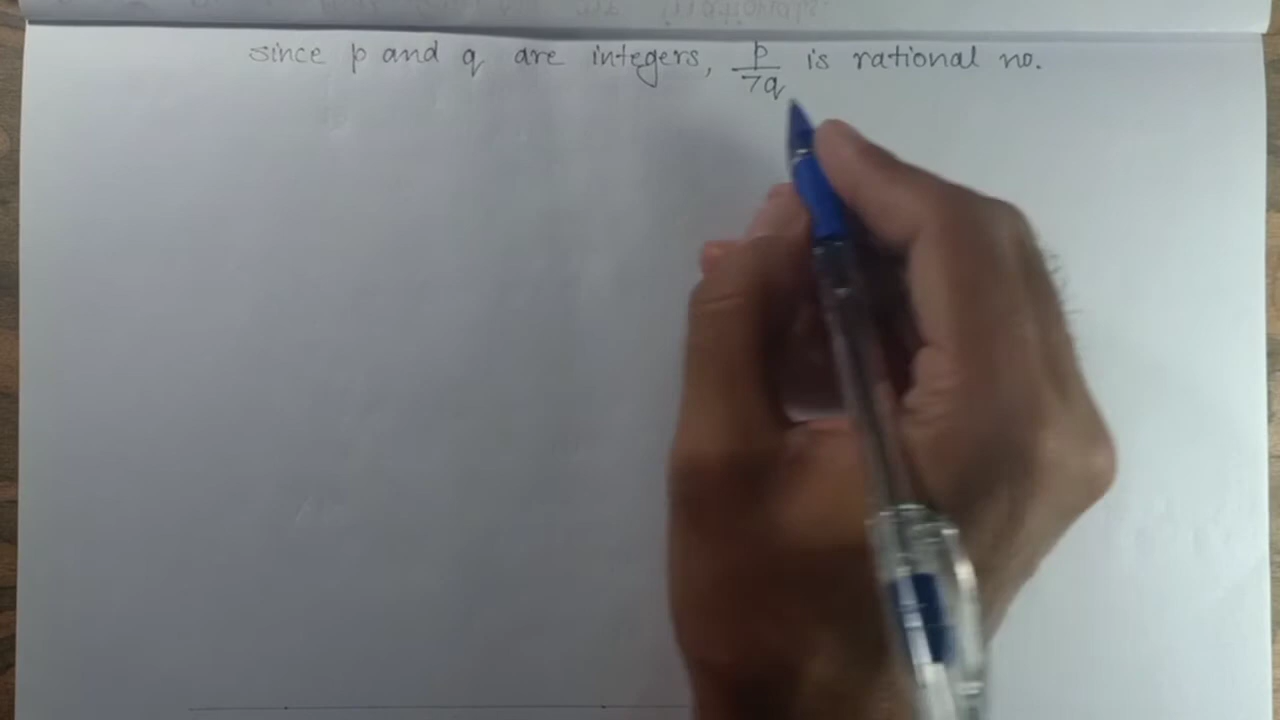 since p and q are integers, p/7q is rational no.